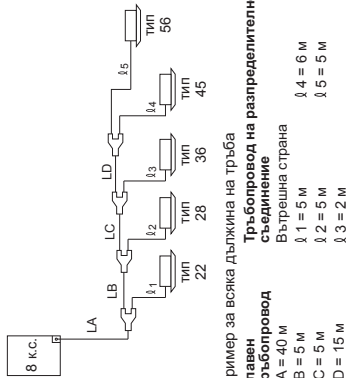 8 к.с.
LA
LB
LC
LD
ℓ1
ℓ2
ℓ3
ℓ4
ℓ5
тип
22
тип
28
тип
36
тип
45
тип
56
ример за всяка дължина на тръба
лавен
ръбопровод
A = 40 м
B = 5 м
C = 5 м
D = 15 м
Тръбопровод на разпределителн
съединение
Вътрешна страна
ℓ1 = 5 м
ℓ2 = 5 м
ℓ3 = 2 м
ℓ4 = 6 м
ℓ5 = 5 м